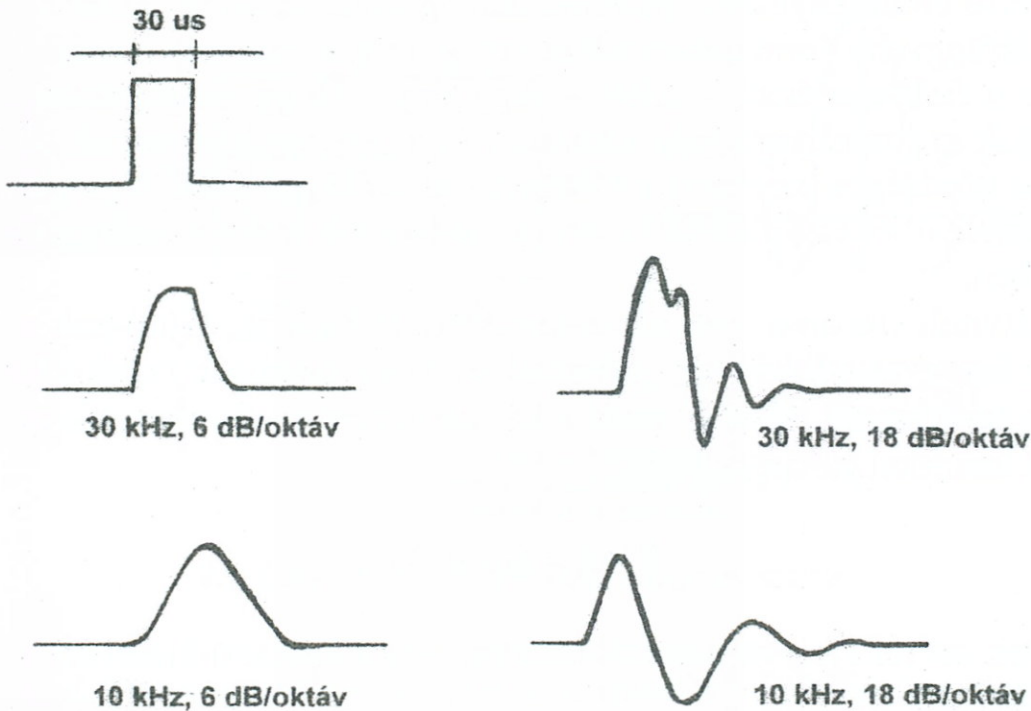 30 us
30 kHz, 6 dB/oktáv
30 kHz, 18 dB/oktáv
10 kHz, 6 dB/oktáv
10 kHz, 18 dB/oktáv